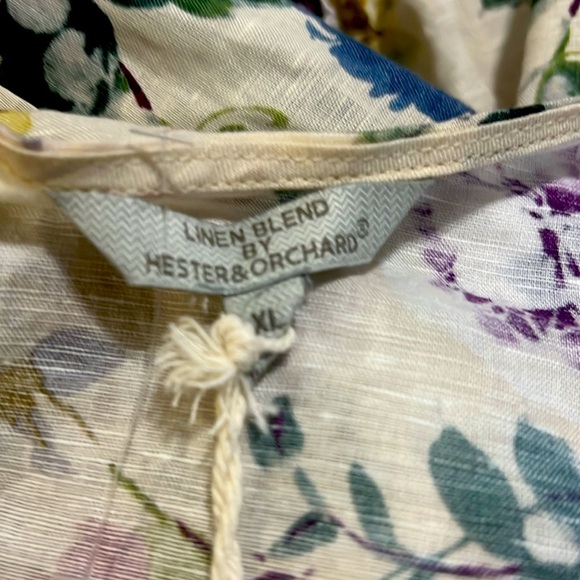 LINEN BLEND
BY
HESTER&ORCHARD®
XL